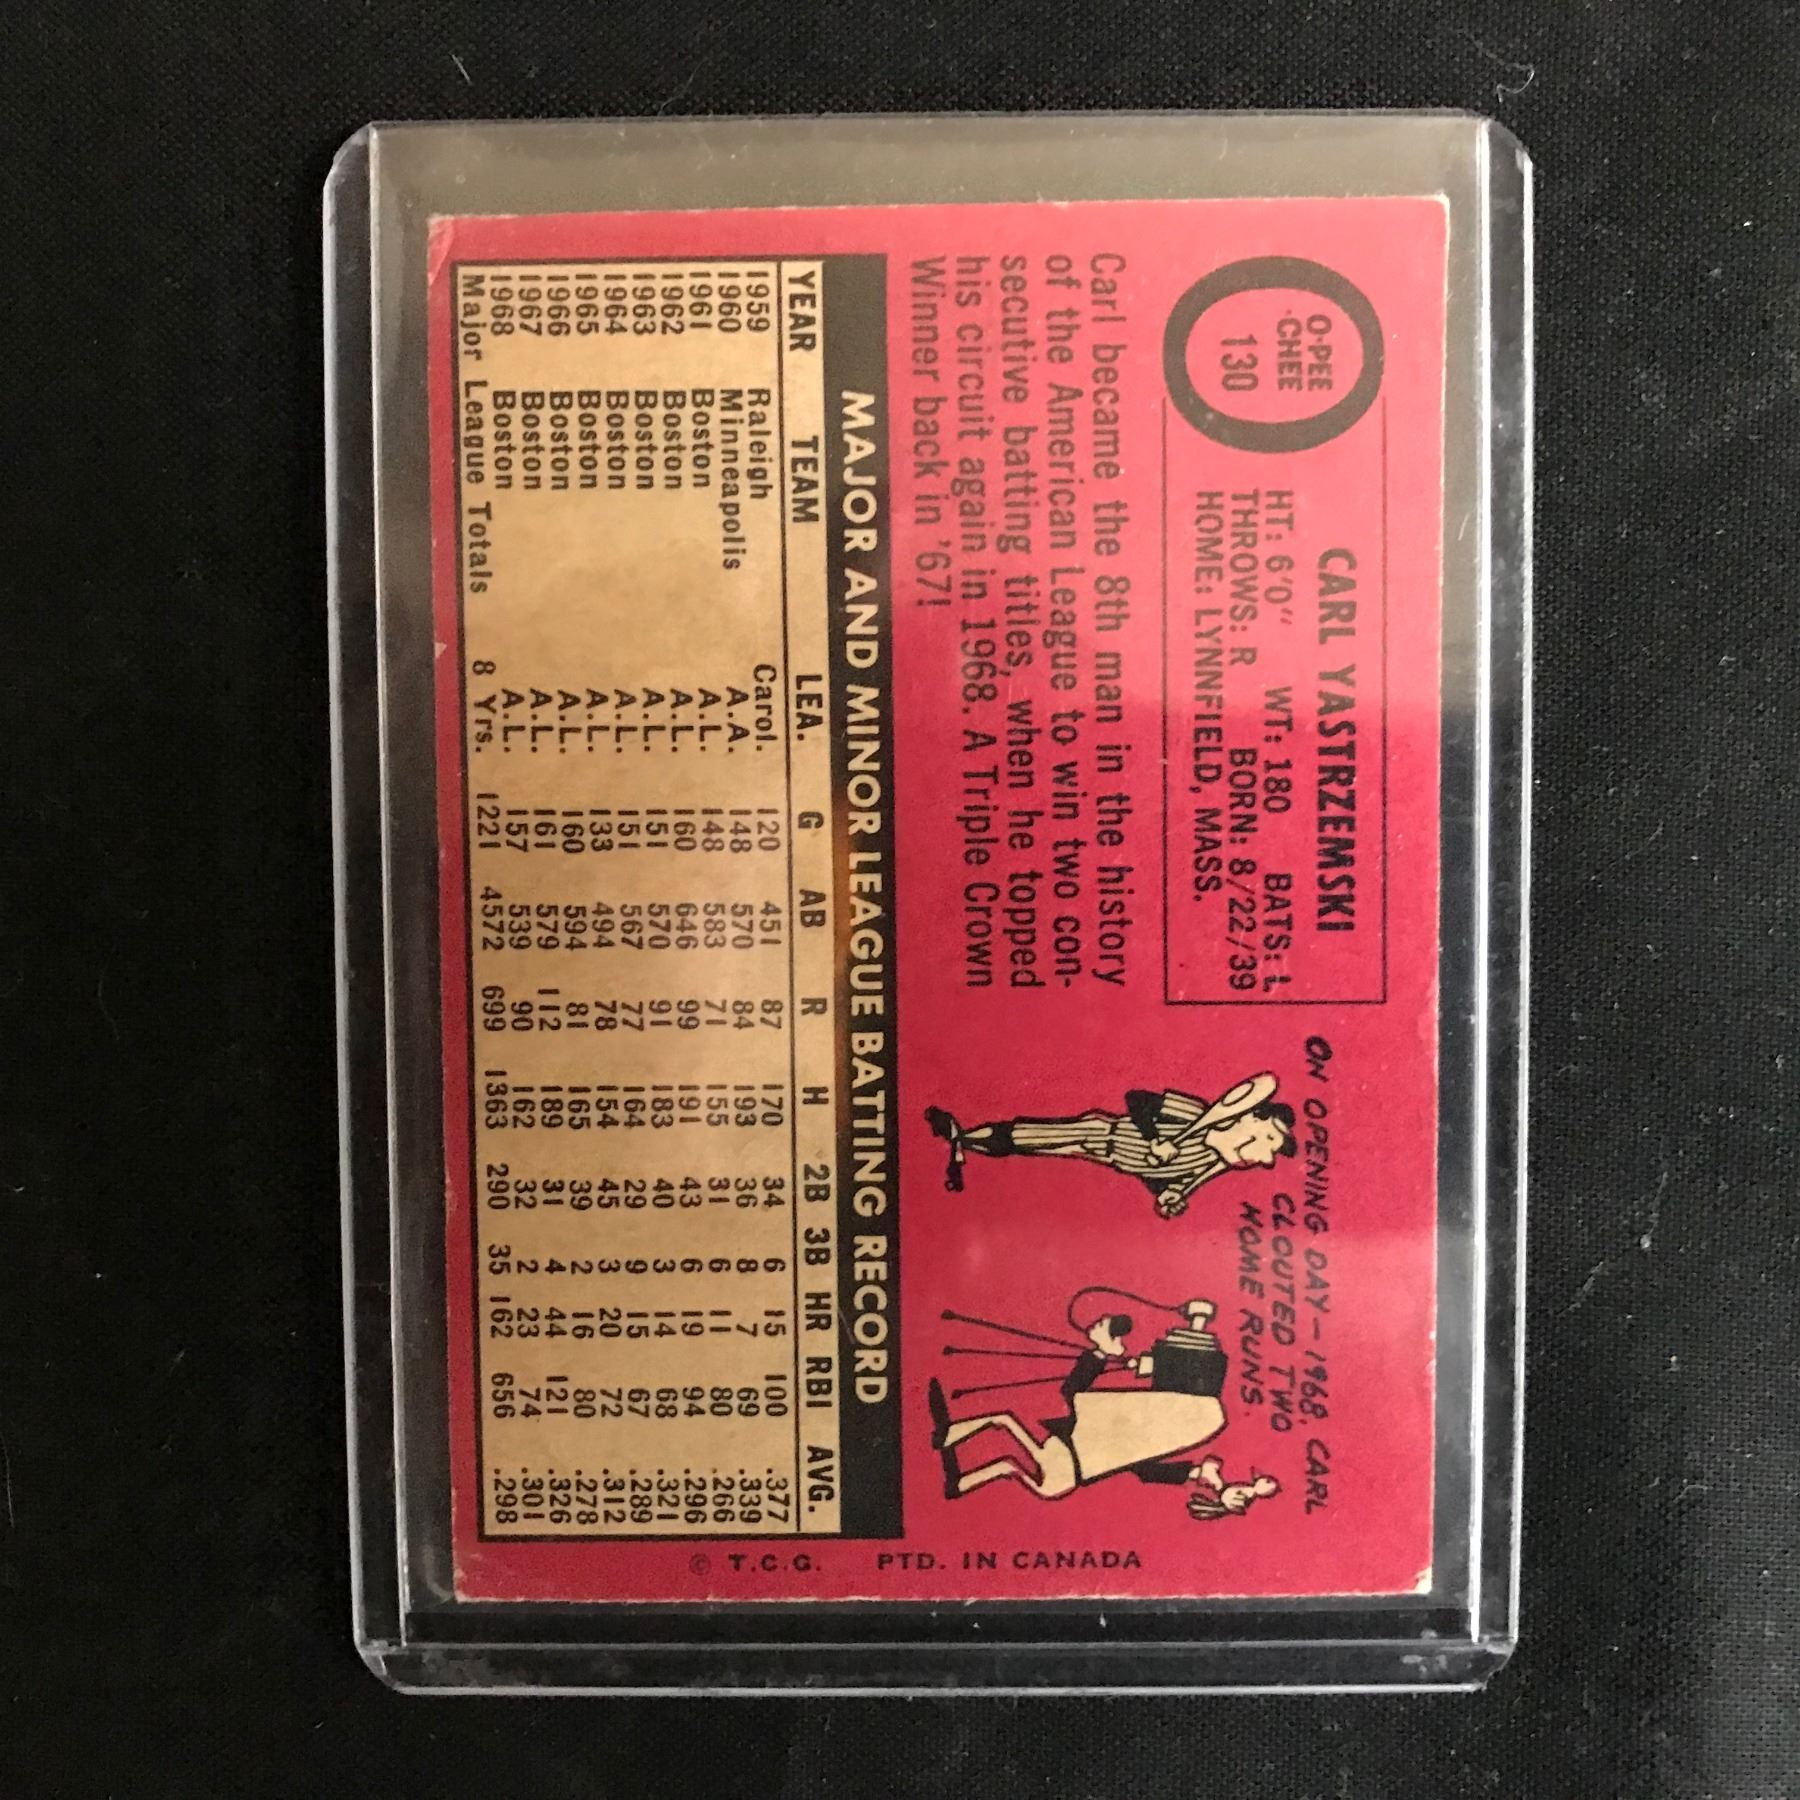 O-PEE
-CHEE
130
CARL YASTRZEMSKI
HT: 6'0" WT: 180 BATS: L
THROWS: R BORN: 8/22/39
HOME: LYNNFIELD, MASS.
Carl became the 8th man in the history
of the American League to win two con-
secutive batting titles, when he topped
his circuit again in 1968. A Triple Crown
Winner back in '67!
ON OPENING DAY-1968, CARL
CLOUTED TWO
HOME RUNS.
MAJOR AND MINOR LEAGUE BATTING RECORD
YEAR TEAM LEA. G AB R H 2B 3B HR RBI AVG.
1959 Raleigh Carol. 120 451 87 170 34 6 15 100 .377
1960 Minneapolis A.A. 148 570 84 193 36 8 7 69 .339
1961 Boston A.L. 148 583 71 155 31 6 11 80 .266
1962 Boston A.L. 160 646 99 191 43 6 19 94 .296
1963 Boston A.L. 151 570 91 183 40 3 14 68 .321
1964 Boston A.L. 151 567 77 164 29 9 15 67 .289
1965 Boston A.L. 133 494 78 154 45 3 20 72 .312
1966 Boston A.L. 160 594 81 165 39 2 16 80 .278
1967 Boston A.L. 161 579 112 189 31 4 44 121 .326
1968 Boston A.L. 157 539 90 162 32 2 23 74 .301
Major League Totals 8 Yrs. 1221 4572 699 1363 290 35 162 656 .298
© T.C.G. PTD. IN CANADA